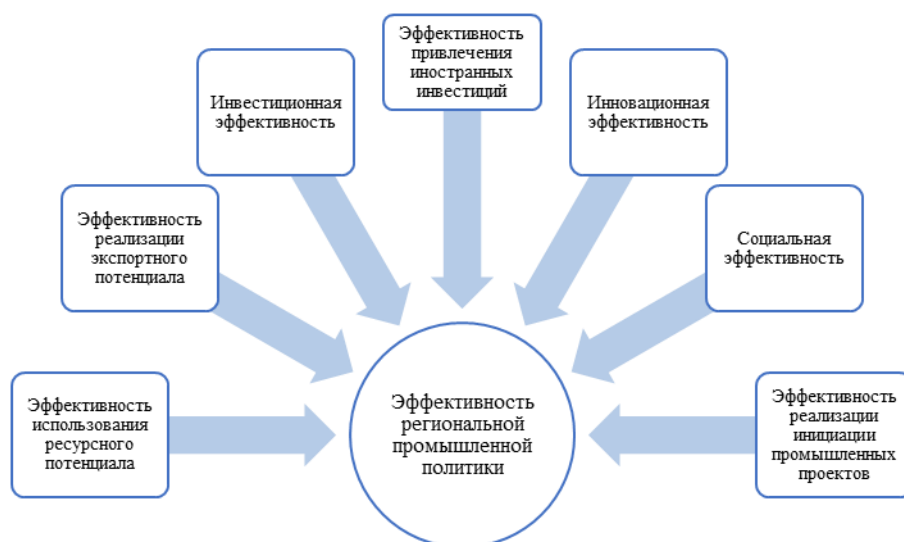 Эффективность
привлечения
иностранных
инвестиций
Инвестиционная
эффективность
Инновационная
эффективность
Эффективность
реализации
экспортного
потенциала
Социальная
эффективность
Эффективность
использования
ресурсного
потенциала
Эффективность
региональной
промышленной
политики
Эффективность
реализации
инициации
промышленных
проектов